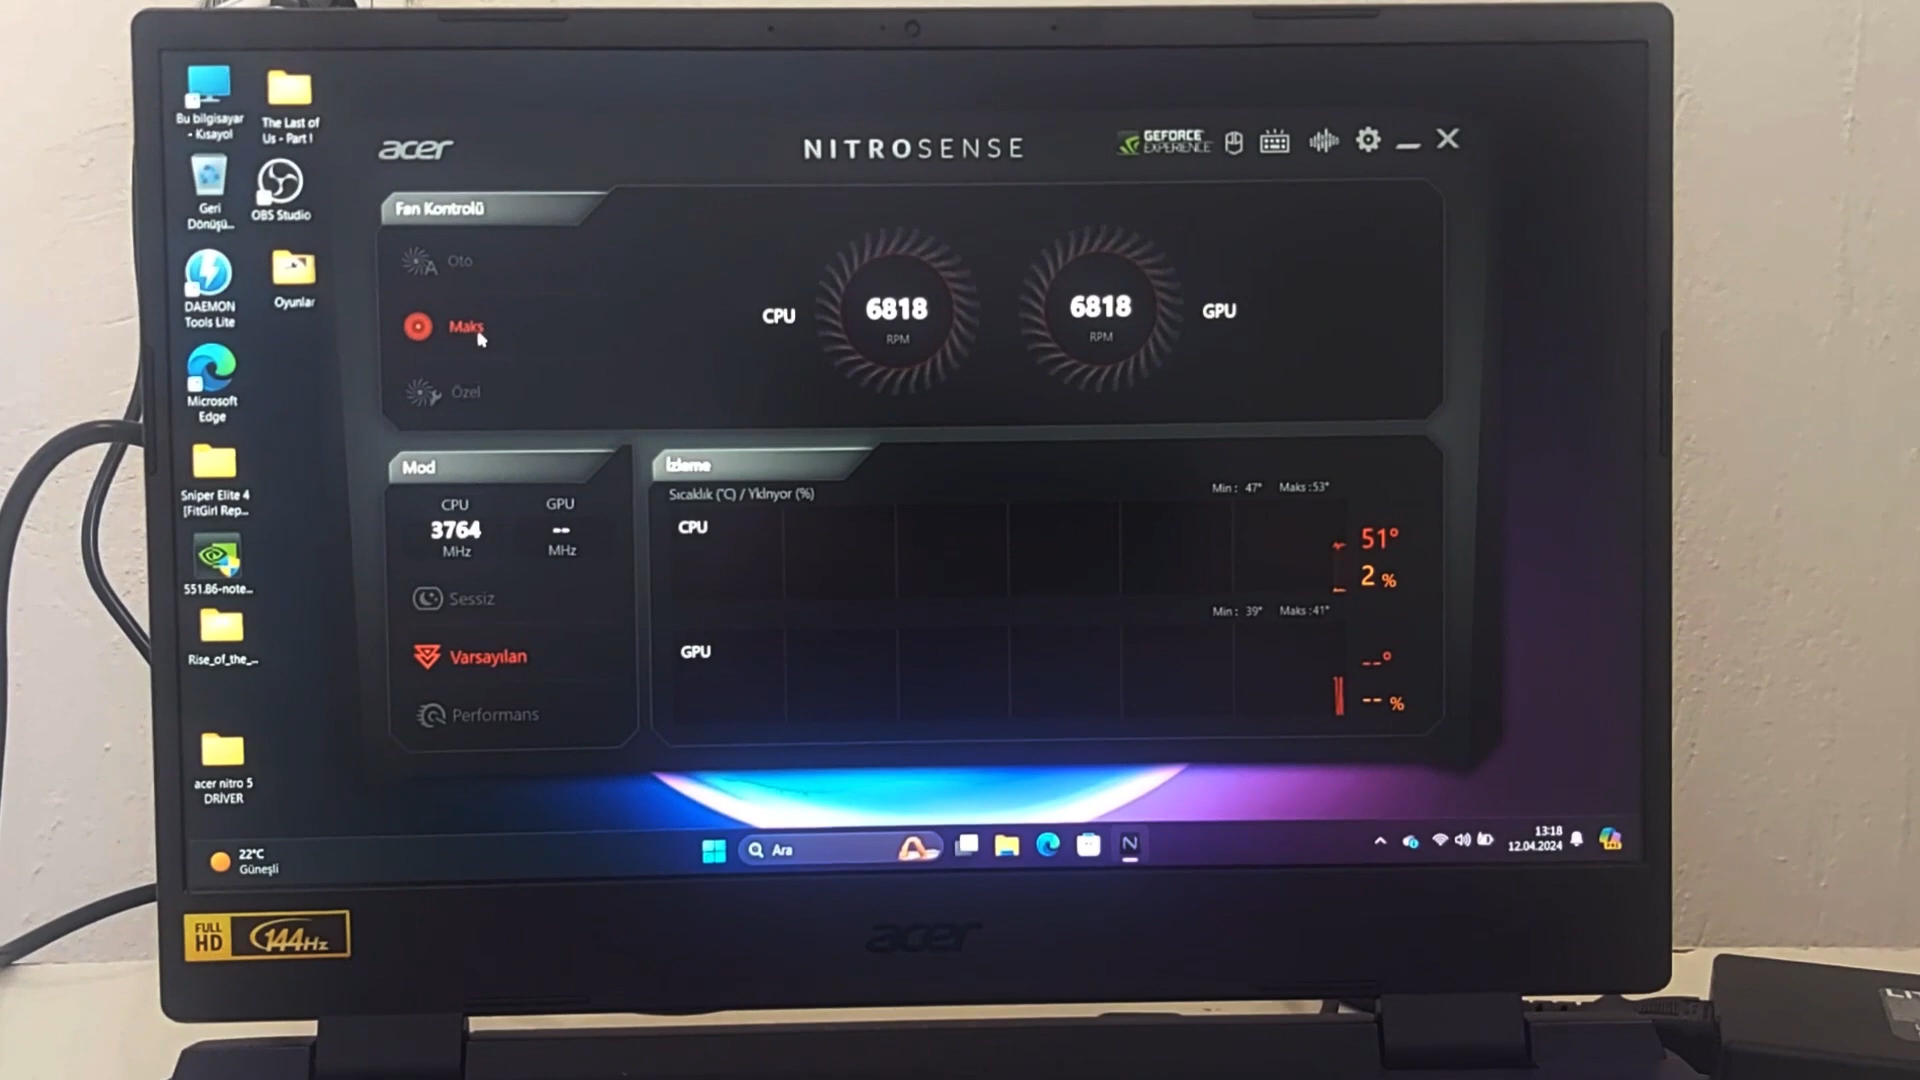 Bu bilgisayar
- Kısayol
The Last of
Us - Part I
Geri
Dönüşü...
OBS Studio
DAEMON
Tools Lite
Oyunlar
Microsoft
Edge
Sniper Elite 4
[FitGirl Rep...
551.86-note...
Rise_of_the_...
acer nitro 5
DRİVER
acer
NITROSENSE
GEFORCE
EXPERIENCE
Fan Kontrolü
Oto
Maks
Özel
CPU
6818
RPM
6818
RPM
GPU
Mod
CPU
GPU
3764
--
MHz
MHz
Sessiz
Varsayılan
Performans
İzleme
Sıcaklık (°C) / Yklnyor (%)
Min : 47° Maks :53°
CPU
51°
2 %
Min : 39° Maks :41°
GPU
--°
-- %
22°C
Güneşli
Ara
N
13:18
12.04.2024
FULL
HD
144Hz
acer